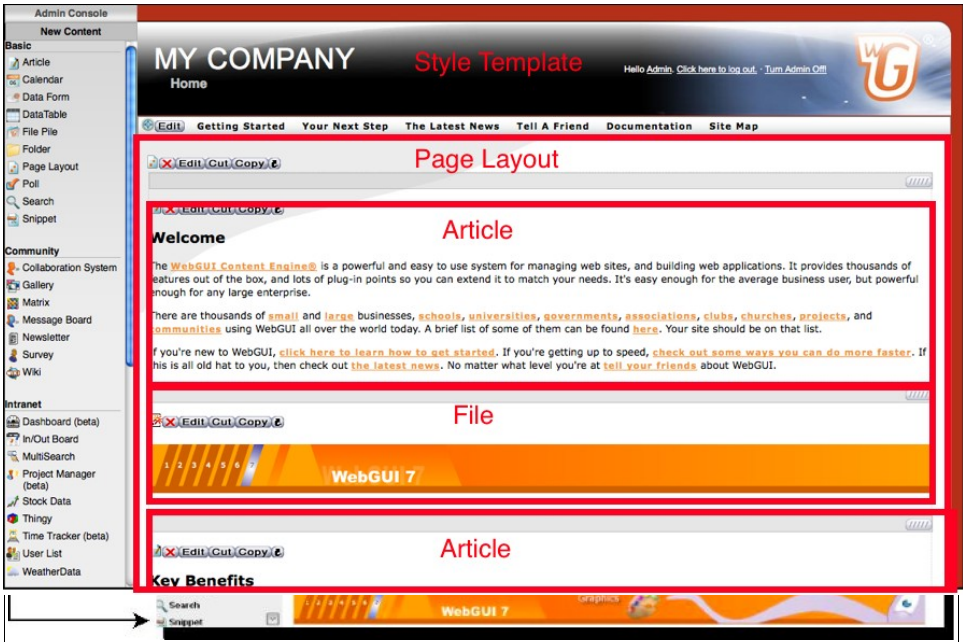 Admin Console
New Content
Basic
Article
Calendar
Data Form
DataTable
File Pile
Folder
Page Layout
Poll
Search
Snippet
Community
Collaboration System
Gallery
Matrix
Message Board
Newsletter
Survey
Wiki
Intranet
Dashboard (beta)
In/Out Board
MultiSearch
Project Manager
(beta)
Stock Data
Thingy
Time Tracker (beta)
User List
WeatherData
MY COMPANY
Home
Style Template
Hello Admin. Click here to log out. · Turn Admin Off!
WG
Edit Getting Started Your Next Step The Latest News Tell A Friend Documentation Site Map
Page Layout
Edit Cut Copy
Edit Cut Copy
Article
Welcome
The WebGUI Content Engine® is a powerful and easy to use system for managing web sites, and building web applications. It provides thousands of
features out of the box, and lots of plug-in points so you can extend it to match your needs. It's easy enough for the average business user, but powerful
enough for any large enterprise.
There are thousands of small and large businesses, schools, universities, governments, associations, clubs, churches, projects, and
communities using WebGUI all over the world today. A brief list of some of them can be found here. Your site should be on that list.
If you're new to WebGUI, click here to learn how to get started. If you're getting up to speed, check out some ways you can do more faster. If
this is all old hat to you, then check out the latest news. No matter what level you're at tell your friends about WebGUI.
File
Edit Cut Copy
1 2 3 4 5 6 7
WebGUI 7
Article
Edit Cut Copy
Key Benefits
Search
Snippet
1 2 3 4 5 6 7
WebGUI 7
Graphics